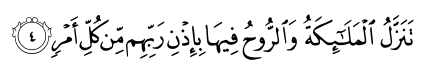 تَنَزَّلُ ٱلْمَلَـٰٓئِكَةُ وَٱلرُّوحُ فِيهَا بِإِذْنِ رَبِّهِم مِّن كُلِّ أَمْرٍۢ ٤